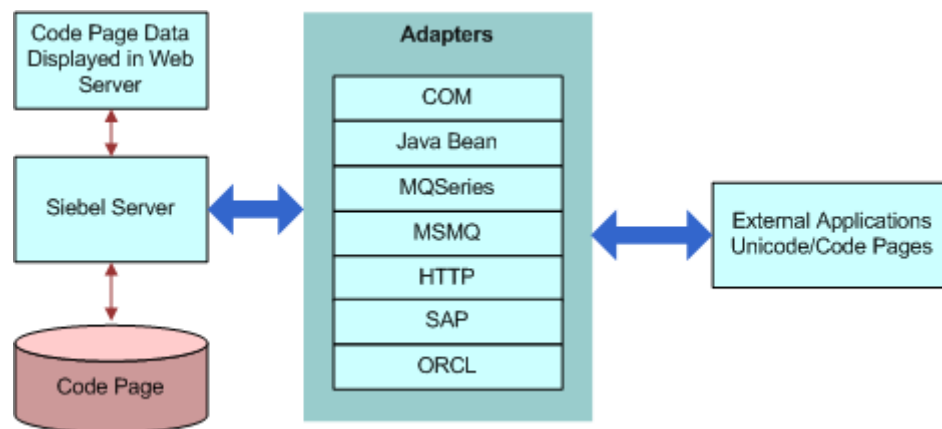 Code Page Data
Displayed in Web
Server
Siebel Server
Code Page
Adapters
COM
Java Bean
MQSeries
MSMQ
HTTP
SAP
ORCL
External Applications
Unicode/Code Pages